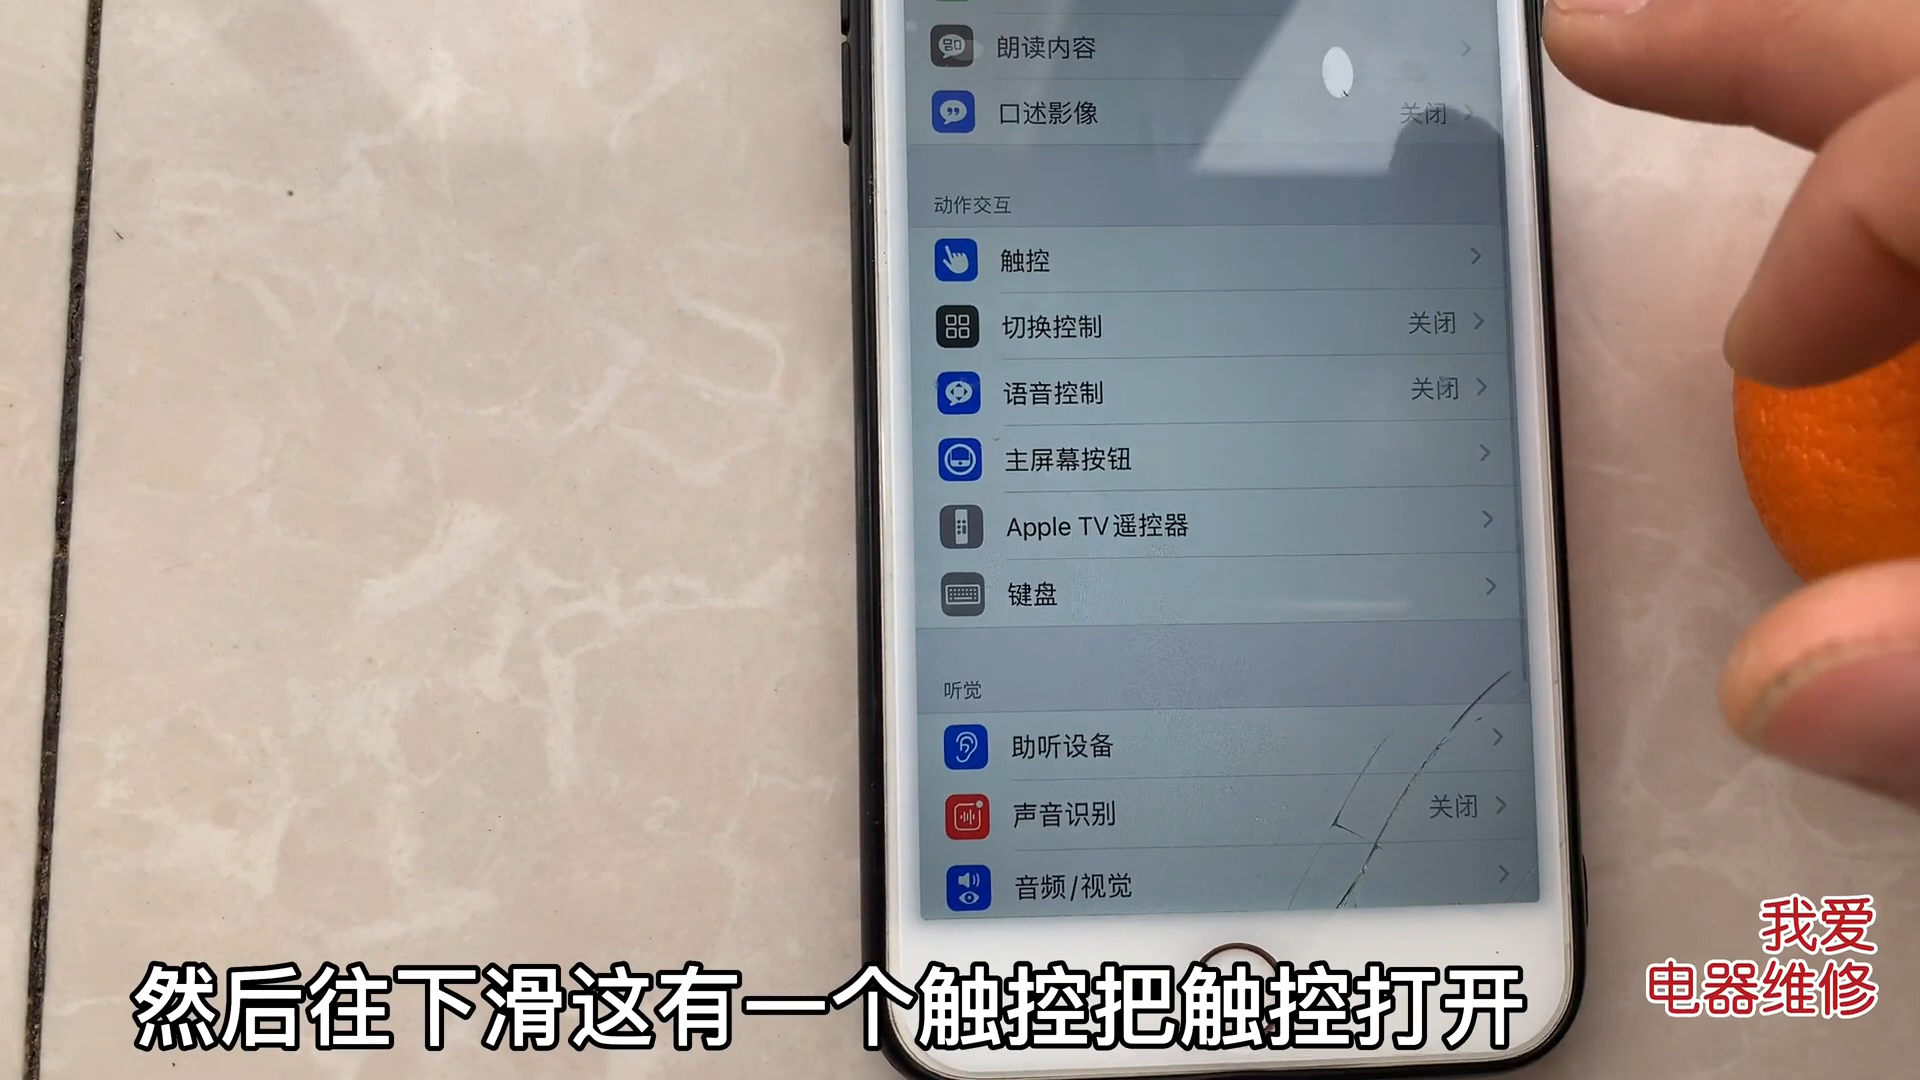 朗读内容
口述影像 关闭
动作交互
触控
切换控制 关闭
语音控制 关闭
主屏幕按钮
Apple TV遥控器
键盘
听觉
助听设备
声音识别 关闭
音频/视觉
然后往下滑这有一个触控把触控打开
我爱
电器维修